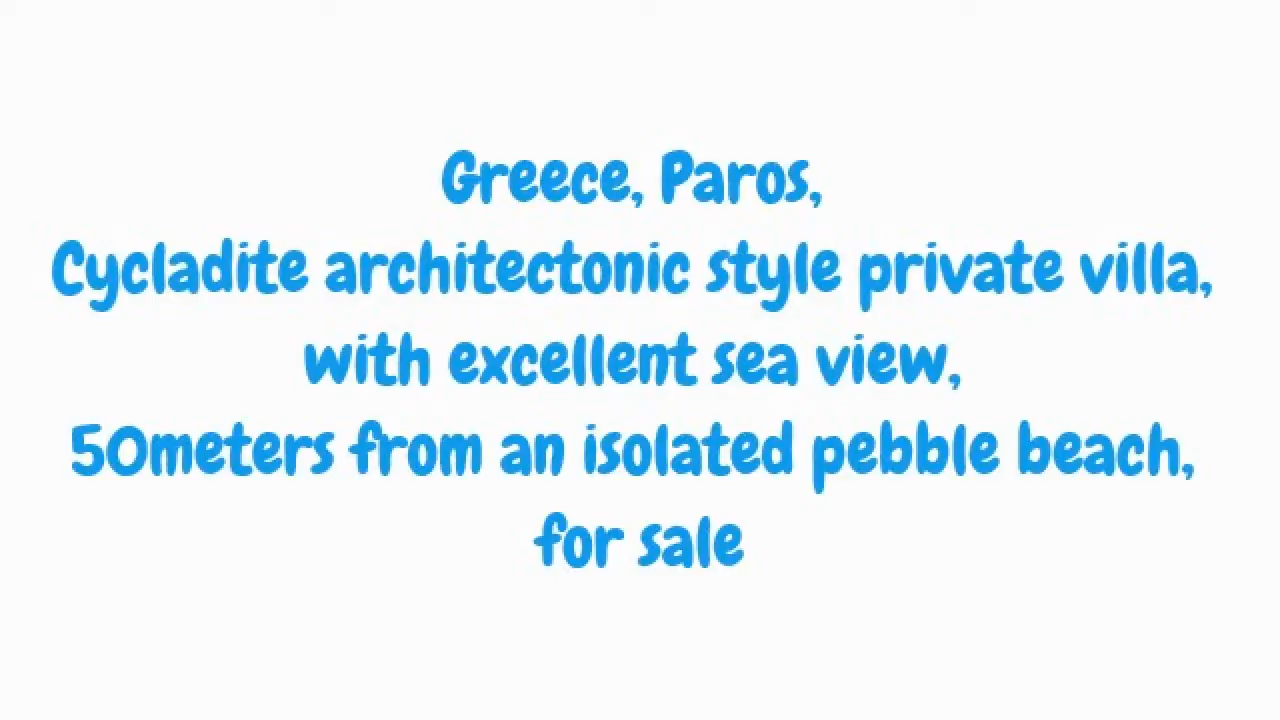 Greece, Paros,
Cycladite architectonic style private villa,
with excellent sea view,
50meters from an isolated pebble beach,
for sale